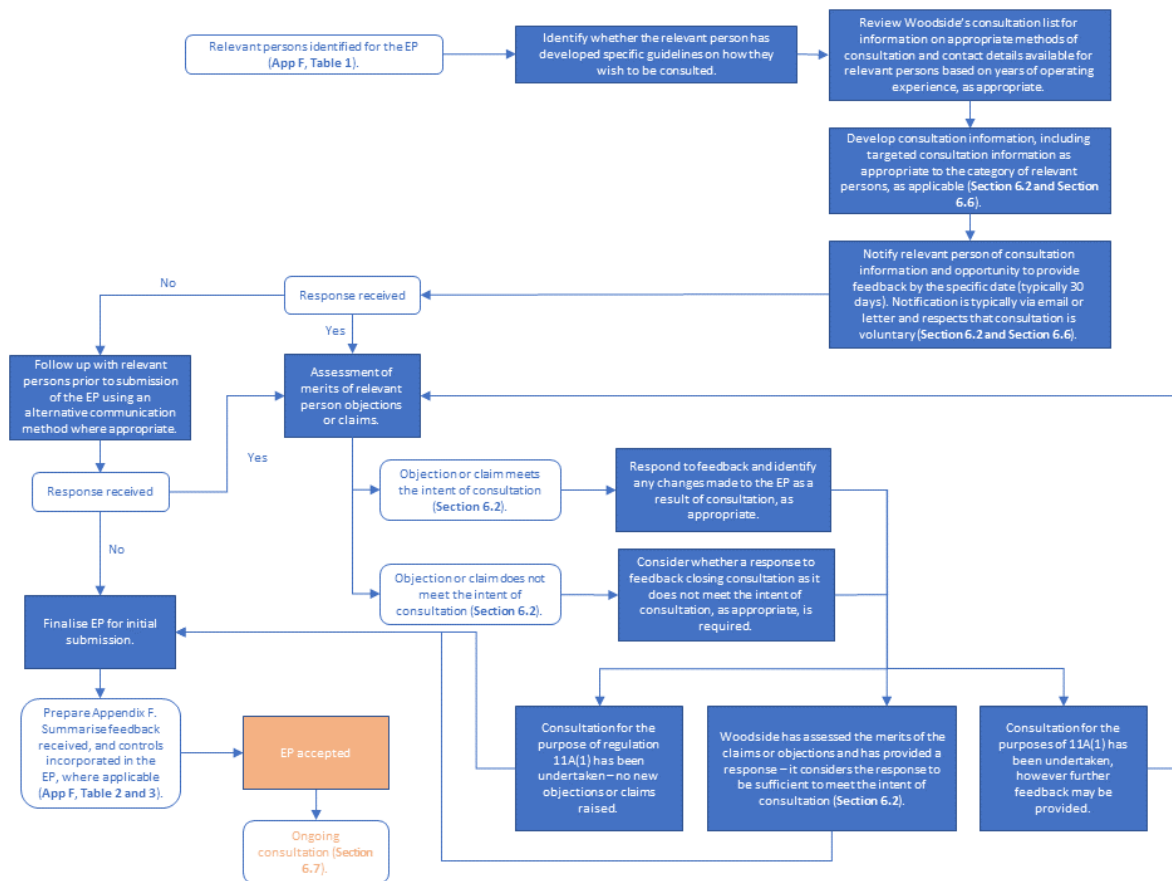 Relevant persons identified for the EP
(App F, Table 1).
Identify whether the relevant person has
developed specific guidelines on how they
wish to be consulted.
Review Woodside's consultation list for
information on appropriate methods of
consultation and contact details available for
relevant persons based on years of operating
experience, as appropriate.
Develop consultation information, including
targeted consultation information as
appropriate to the category of relevant
persons, as applicable (Section 6.2 and Section
6.6).
Notify relevant person of consultation
information and opportunity to provide
feedback by the specific date (typically 30
days). Notification is typically via email or
letter and respects that consultation is
voluntary (Section 6.2 and Section 6.6).
Response received
No
Yes
Follow up with relevant
persons prior to submission
of the EP using an
alternative communication
method where appropriate.
Assessment of
merits of relevant
person objections
or claims.
Response received
Yes
No
Objection or claim meets
the intent of consultation
(Section 6.2).
Respond to feedback and identify
any changes made to the EP as a
result of consultation, as
appropriate.
Objection or claim does not
meet the intent of
consultation (Section 6.2).
Consider whether a response to
feedback closing consultation as it
does not meet the intent of
consultation, as appropriate, is
required.
Finalise EP for initial
submission.
Prepare Appendix F.
Summarise feedback
received, and controls
incorporated in the
EP, where applicable
(App F, Table 2 and 3).
EP accepted
Ongoing
consultation (Section
6.7).
Consultation for the
purpose of regulation
11A(1) has been
undertaken – no new
objections or claims
raised.
Woodside has assessed the merits of the
claims or objections and has provided a
response – it considers the response to
be sufficient to meet the intent of
consultation (Section 6.2).
Consultation for the
purposes of 11A(1) has
been undertaken,
however further
feedback may be
provided.